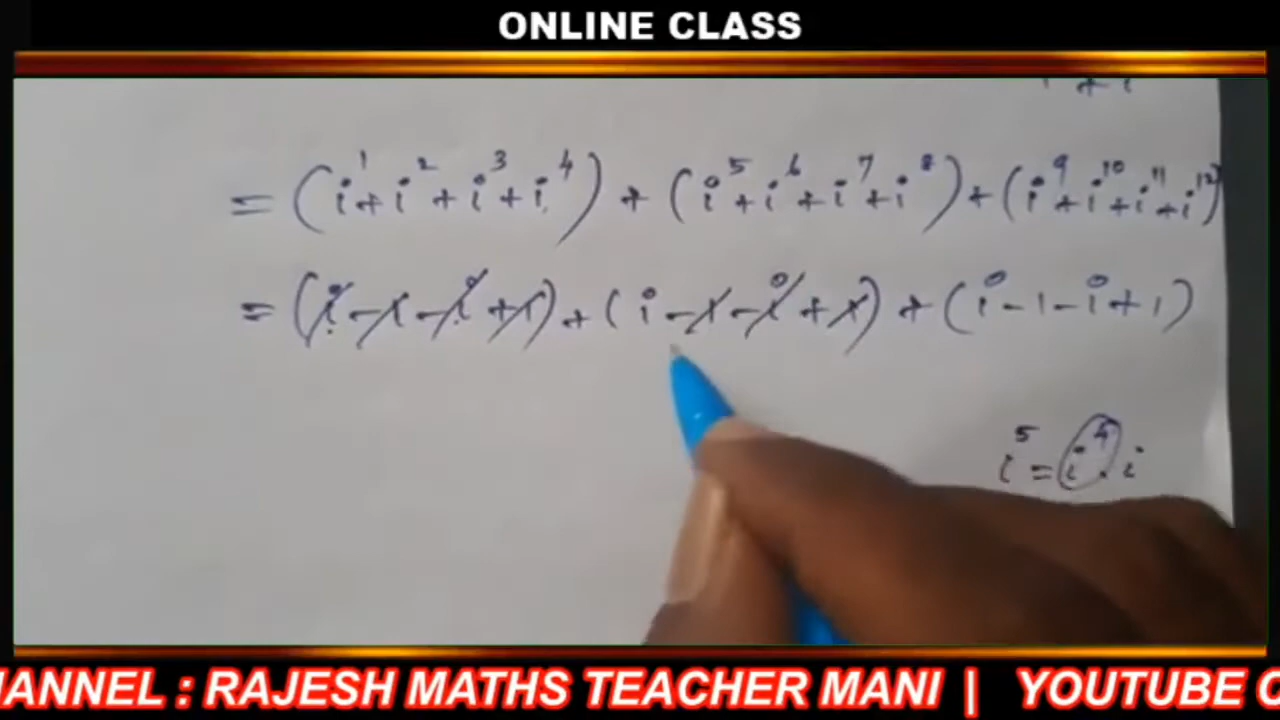 ONLINE CLASS
+ i
= (i¹+i²+i³+i⁴) + (i⁵+i⁶+i⁷+i⁸) + (i⁹+i¹⁰+i¹¹+i¹²)
= (i-1-i+1) + (i-1-i+1) + (i-1-i+1)
i⁵ = i⁴. i
HANNEL : RAJESH MATHS TEACHER MANI | YOUTUBE C